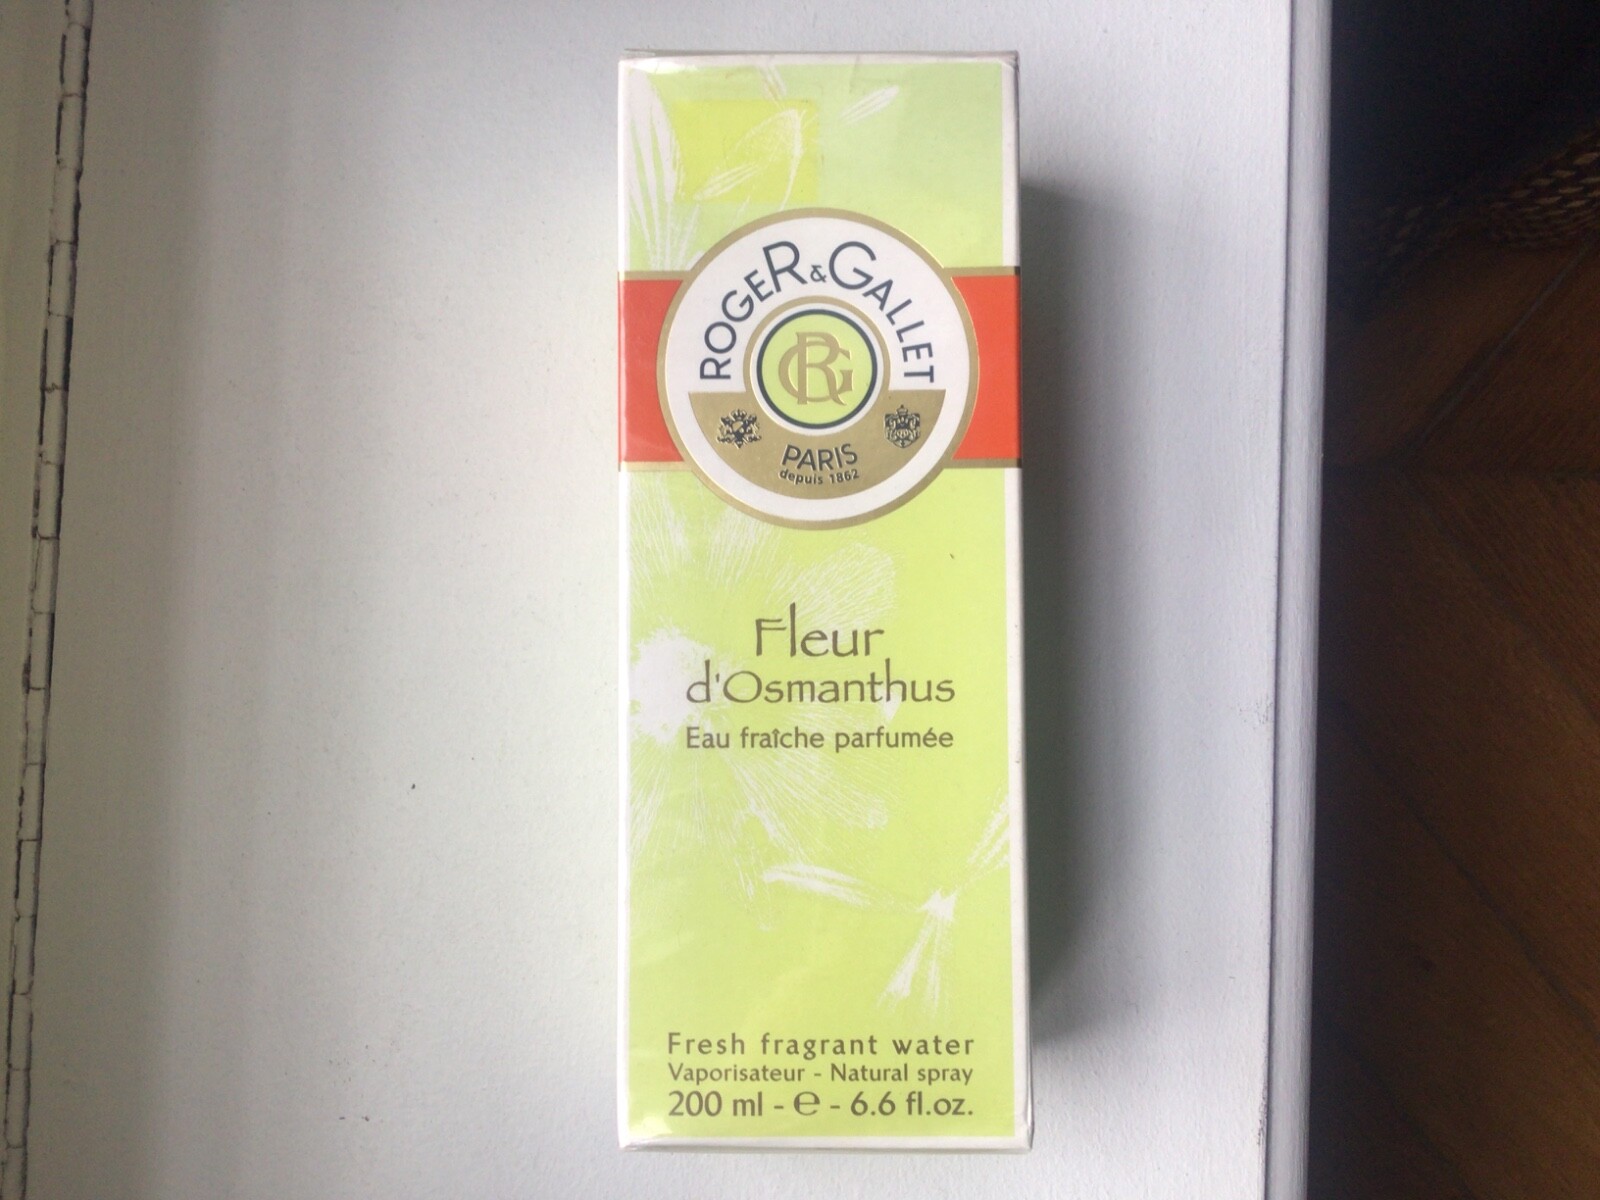 ROGER & GALLET
RG
PARIS
depuis 1862
Fleur
d'Osmanthus
Eau fraîche parfumée
Fresh fragrant water
Vaporisateur - Natural spray
200 ml - e - 6.6 fl.oz.